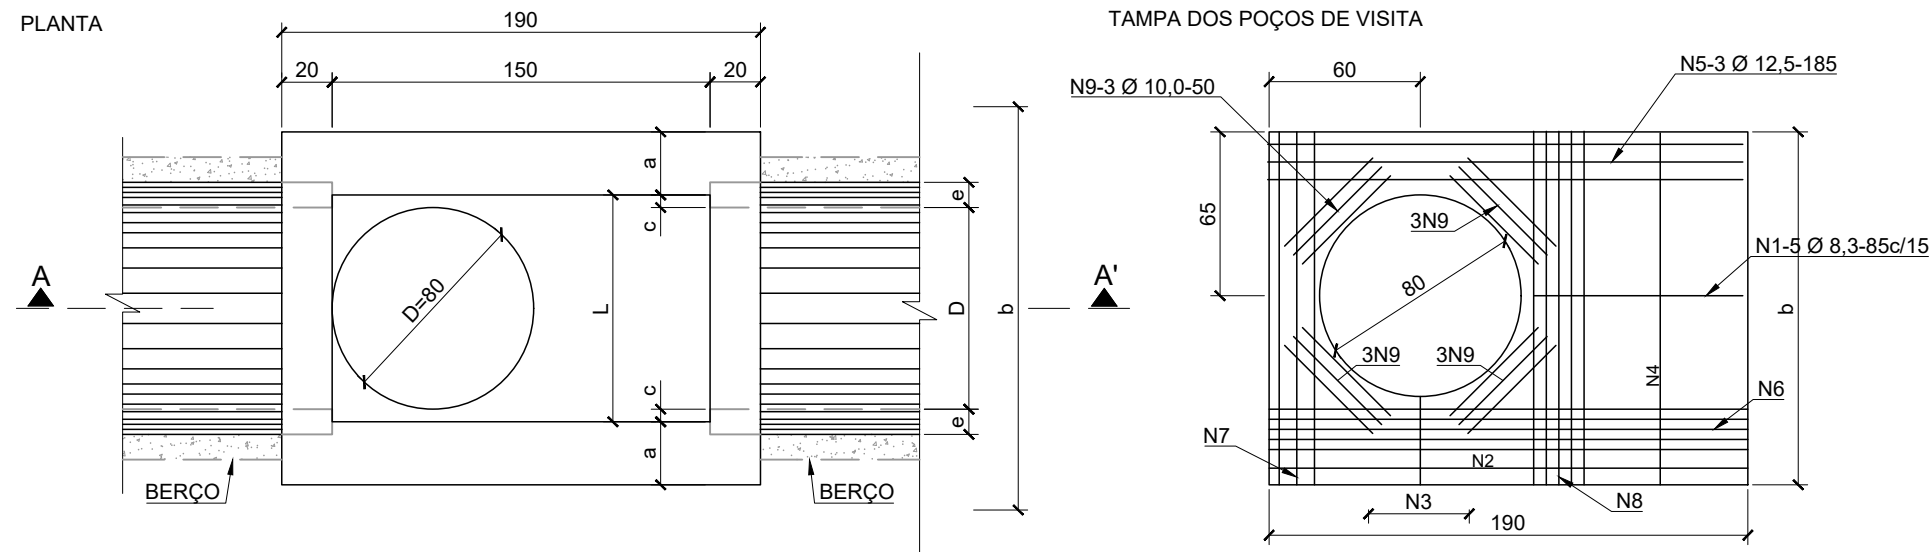 PLANTA
190
20
150
20
a
e
c
A
D=80
L
D
b
A'
c
e
a
BERÇO
BERÇO
TAMPA DOS POÇOS DE VISITA
60
N5-3 Ø 12,5-185
N9-3 Ø 10,0-50
65
3N9
N1-5 Ø 8,3-85c/15
80
b
3N9
3N9
N4
N6
N7
N2
N3
N8
190